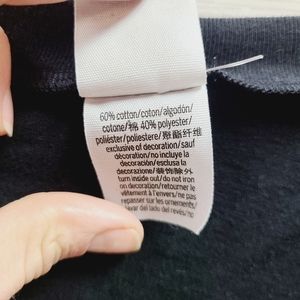 60% cotton/coton/algodón/
cotone/棉 40% polyester/
poliéster/poliestere/聚酯纤维
exclusive of decoration/sauf
décoration/no incluye la
decoración/esclusa la
decorazione/装饰物除外
turn inside out/do not iron
on decoration/retourner le
vêtement à l'envers/ne pas
repasser sur les ornements/
girar del lado del revés/no